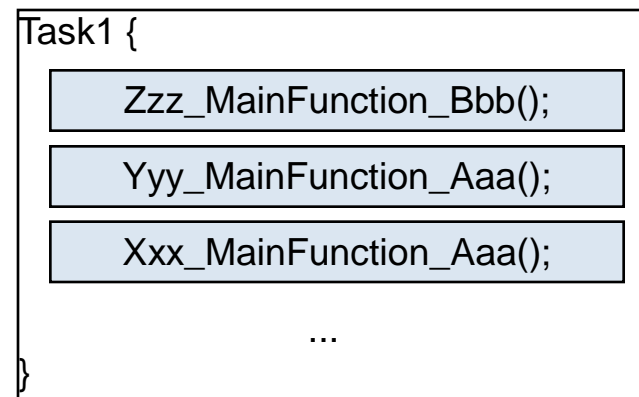 Task1 {
Zzz_MainFunction_Bbb();
Yyy_MainFunction_Aaa();
Xxx_MainFunction_Aaa();
...
}